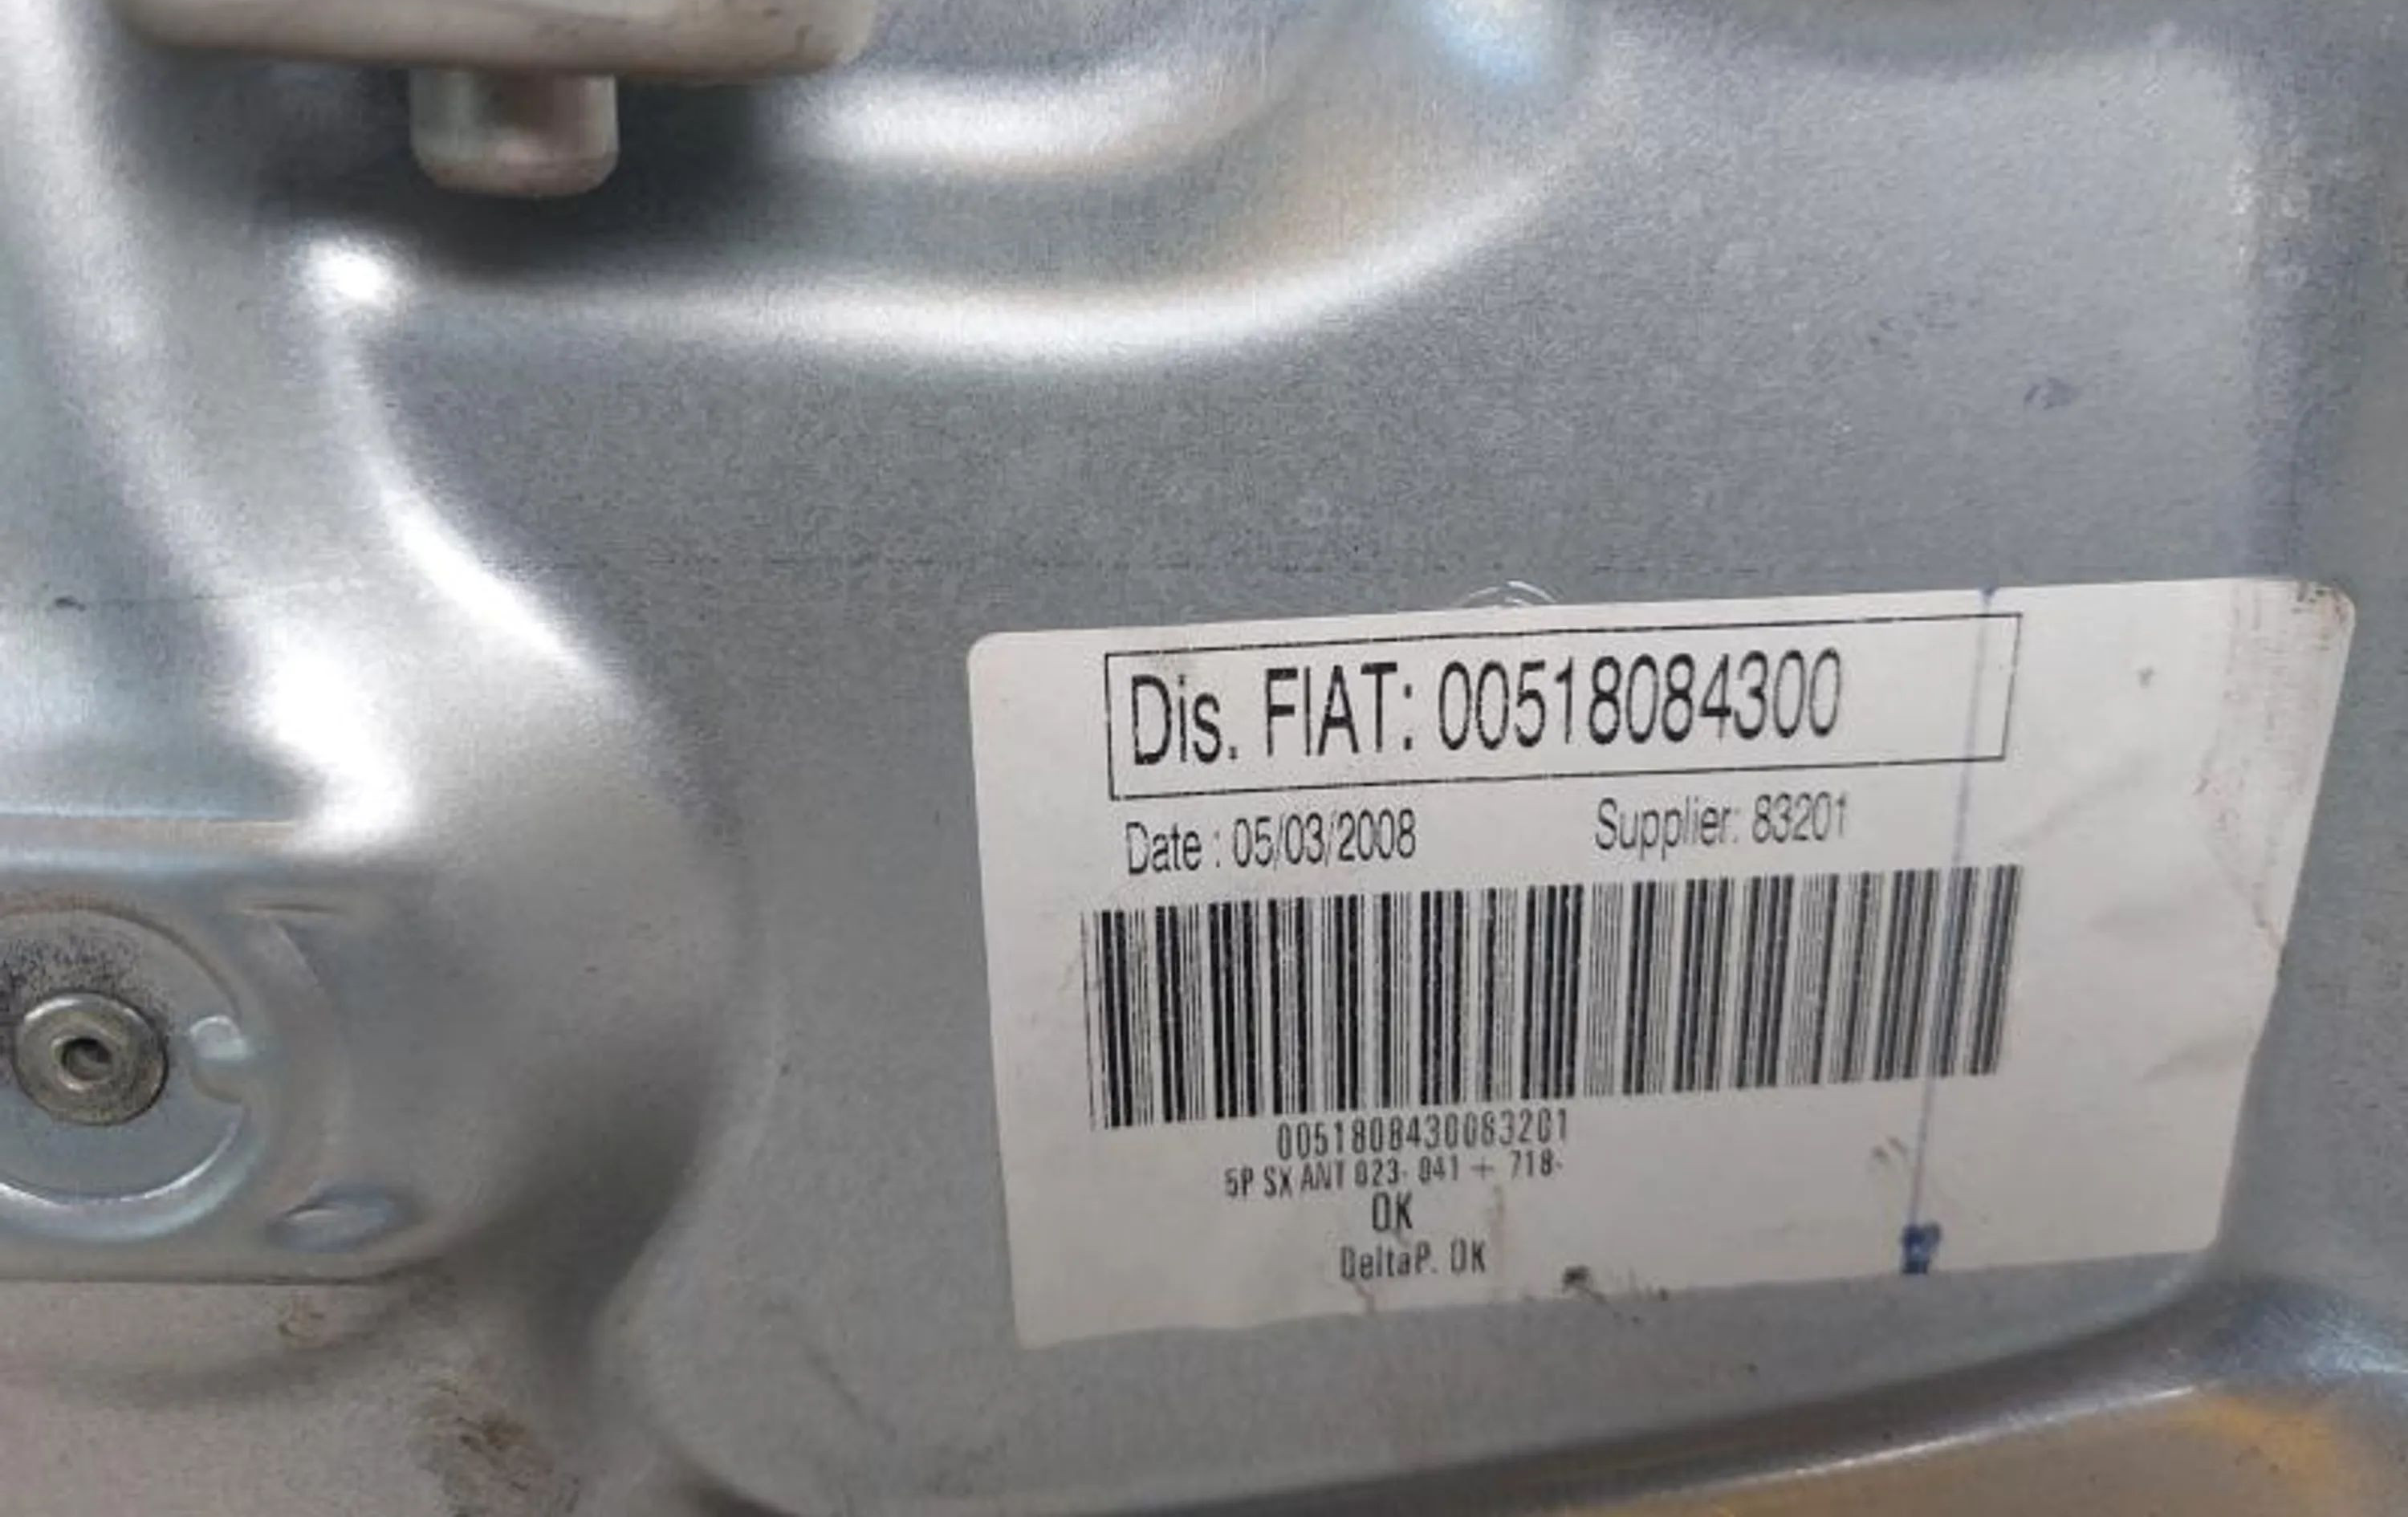 Dis. FIAT: 00518084300
Date : 05/03/2008 Supplier: 83201
0051808430083201
5P SX ANT 023- 041 + 718-
OK
DeltaP. OK